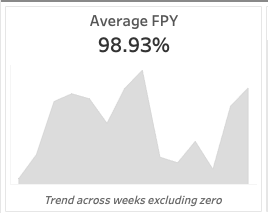 Average FPY
98.93%
Trend across weeks excluding zero